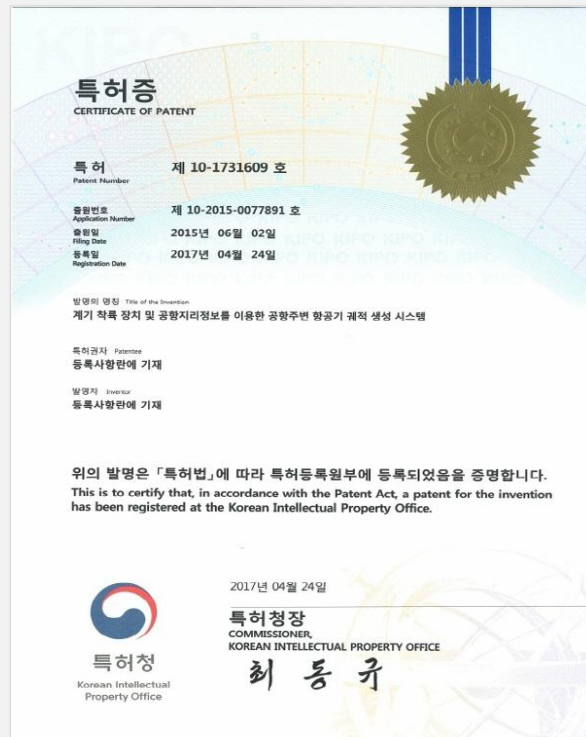 KIPO
특허증
CERTIFICATE OF PATENT
특 허 제 10-1731609 호
Patent Number
출원번호 제 10-2015-0077891 호
Application Number
출원일 2015년 06월 02일
Filing Date
등록일 2017년 04월 24일
Registration Date
발명의 명칭 Title of the Invention
계기 착륙 장치 및 공항지리정보를 이용한 공항주변 항공기 궤적 생성 시스템
특허권자 Patentee
등록사항란에 기재
발명자 Inventor
등록사항란에 기재
위의 발명은 「특허법」에 따라 특허등록원부에 등록되었음을 증명합니다.
This is to certify that, in accordance with the Patent Act, a patent for the invention
has been registered at the Korean Intellectual Property Office.
2017년 04월 24일
특허청장
COMMISSIONER,
KOREAN INTELLECTUAL PROPERTY OFFICE
최 동 규
특허청
Korean Intellectual
Property Office